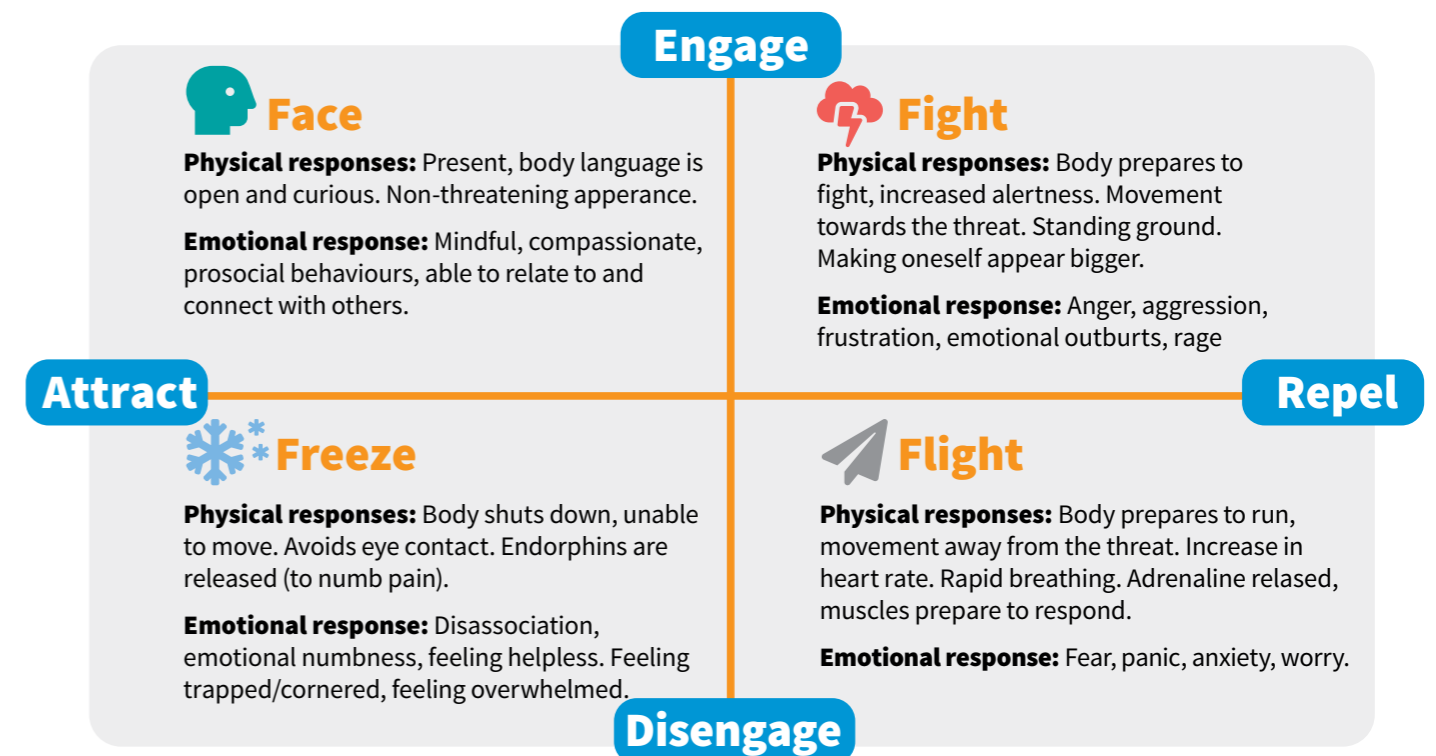 Engage
Face
Physical responses: Present, body language is
open and curious. Non-threatening apperance.
Emotional response: Mindful, compassionate,
prosocial behaviours, able to relate to and
connect with others.
Fight
Physical responses: Body prepares to
fight, increased alertness. Movement
towards the threat. Standing ground.
Making oneself appear bigger.
Emotional response: Anger, aggression,
frustration, emotional outburts, rage
Attract
Repel
Freeze
Physical responses: Body shuts down, unable
to move. Avoids eye contact. Endorphins are
released (to numb pain).
Emotional response: Disassociation,
emotional numbness, feeling helpless. Feeling
trapped/cornered, feeling overwhelmed.
Flight
Physical responses: Body prepares to run,
movement away from the threat. Increase in
heart rate. Rapid breathing. Adrenaline relased,
muscles prepare to respond.
Emotional response: Fear, panic, anxiety, worry.
Disengage